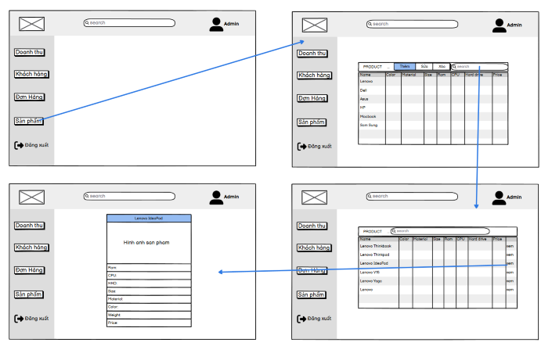 search
Admin
Doanh thu
Khách hàng
Đơn Hàng
Sản phẩm
Đăng xuất
search
Admin
Doanh thu
Khách hàng
Đơn Hàng
Sản phẩm
Đăng xuất
PRODUCT Thêm Sửa Xóa search
Name Color Material Size Ram CPU Hard drive Price
Lenovo
Dell
Asus
HP
Macbook
Sam Sung
search
Admin
Doanh thu
Khách hàng
Đơn Hàng
Sản phẩm
Đăng xuất
Lenovo IdeaPad
Hình ảnh sản phẩm
Ram
CPU
HHD
Size
Material
Color
Weight
Price
search
Admin
Doanh thu
Khách hàng
Đơn Hàng
Sản phẩm
Đăng xuất
PRODUCT search
Name Color Material Size Ram CPU Hard drive Price
Lenovo Thinkbook xem
Lenovo Thinkpad xem
Lenovo IdeaPad xem
Lenovo V15 xem
Lenovo Yoga xem
Lenovo xem